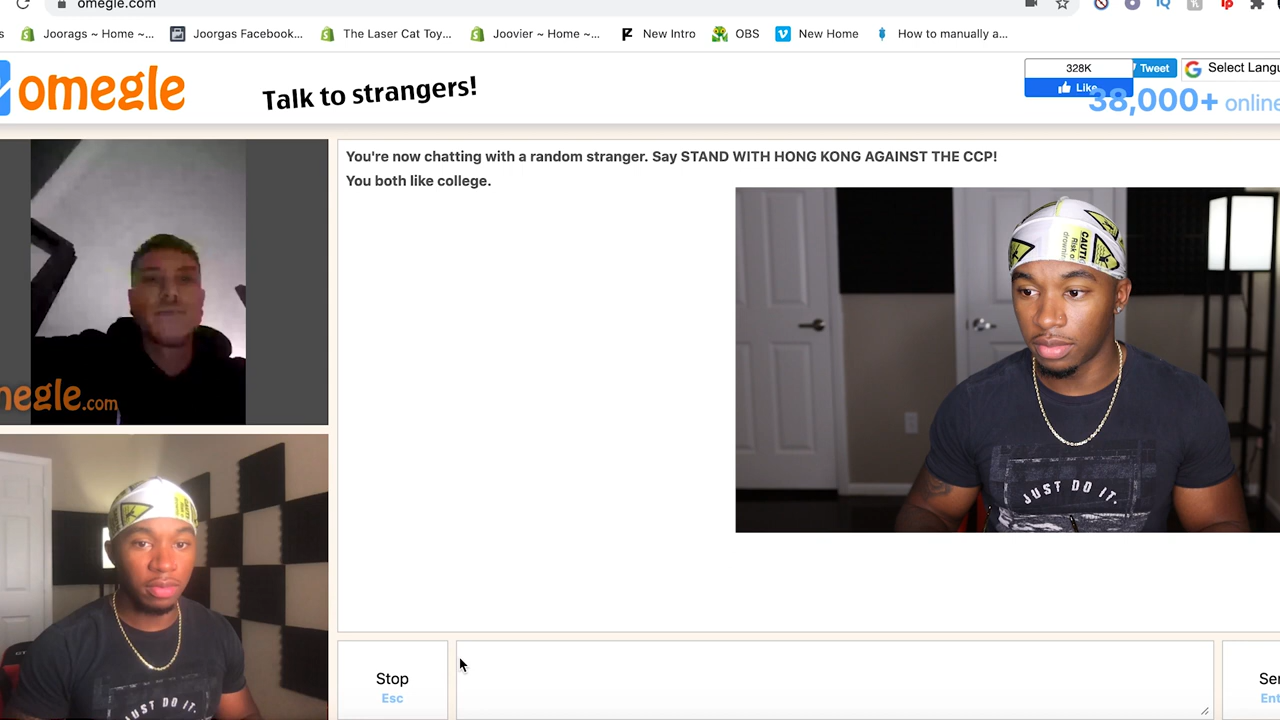 omegle.com
s
Joorags ~ Home ~...
Joorgas Facebook...
The Laser Cat Toy...
Joovier ~ Home ~...
New Intro
OBS
New Home
How to manually a...
omegle
Talk to strangers!
328K
Like
Tweet
Select Langu
38,000+ online
You're now chatting with a random stranger. Say STAND WITH HONG KONG AGAINST THE CCP!
You both like college.
megle.com
CAUTI
JUST DO IT.
JUST DO IT.
Stop
Esc
Ser
Ent